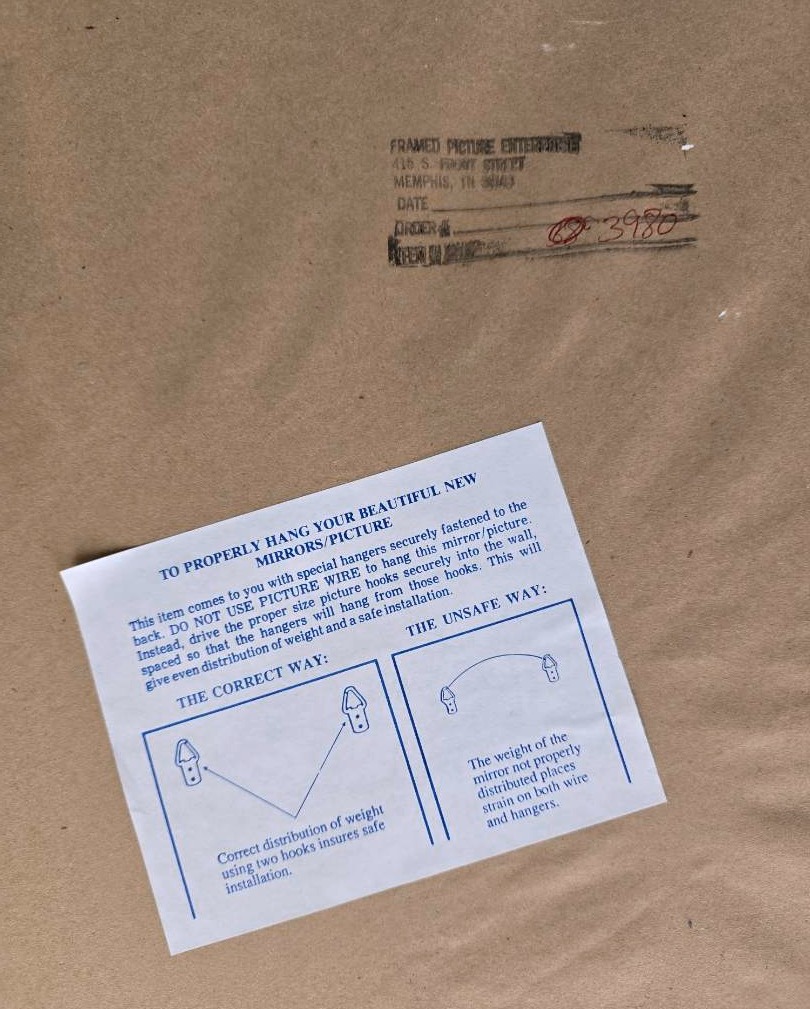 FRAMED PICTURE
S. FRONT STREET
MEMPHIS, TN
DATE
ORDER #
3980
TO PROPERLY HANG YOUR BEAUTIFUL NEW
MIRRORS/PICTURE
This item comes to you with special hangers securely fastened to the
back. DO NOT USE PICTURE WIRE to hang this mirror/picture.
Instead, drive the proper size picture hooks securely into the wall,
spaced so that the hangers will hang from those hooks. This will
give even distribution of weight and a safe installation.
THE CORRECT WAY:
Correct distribution of weight
using two hooks insures safe
installation.
THE UNSAFE WAY:
The weight of the
mirror not properly
distributed places
strain on both wire
and hangers.